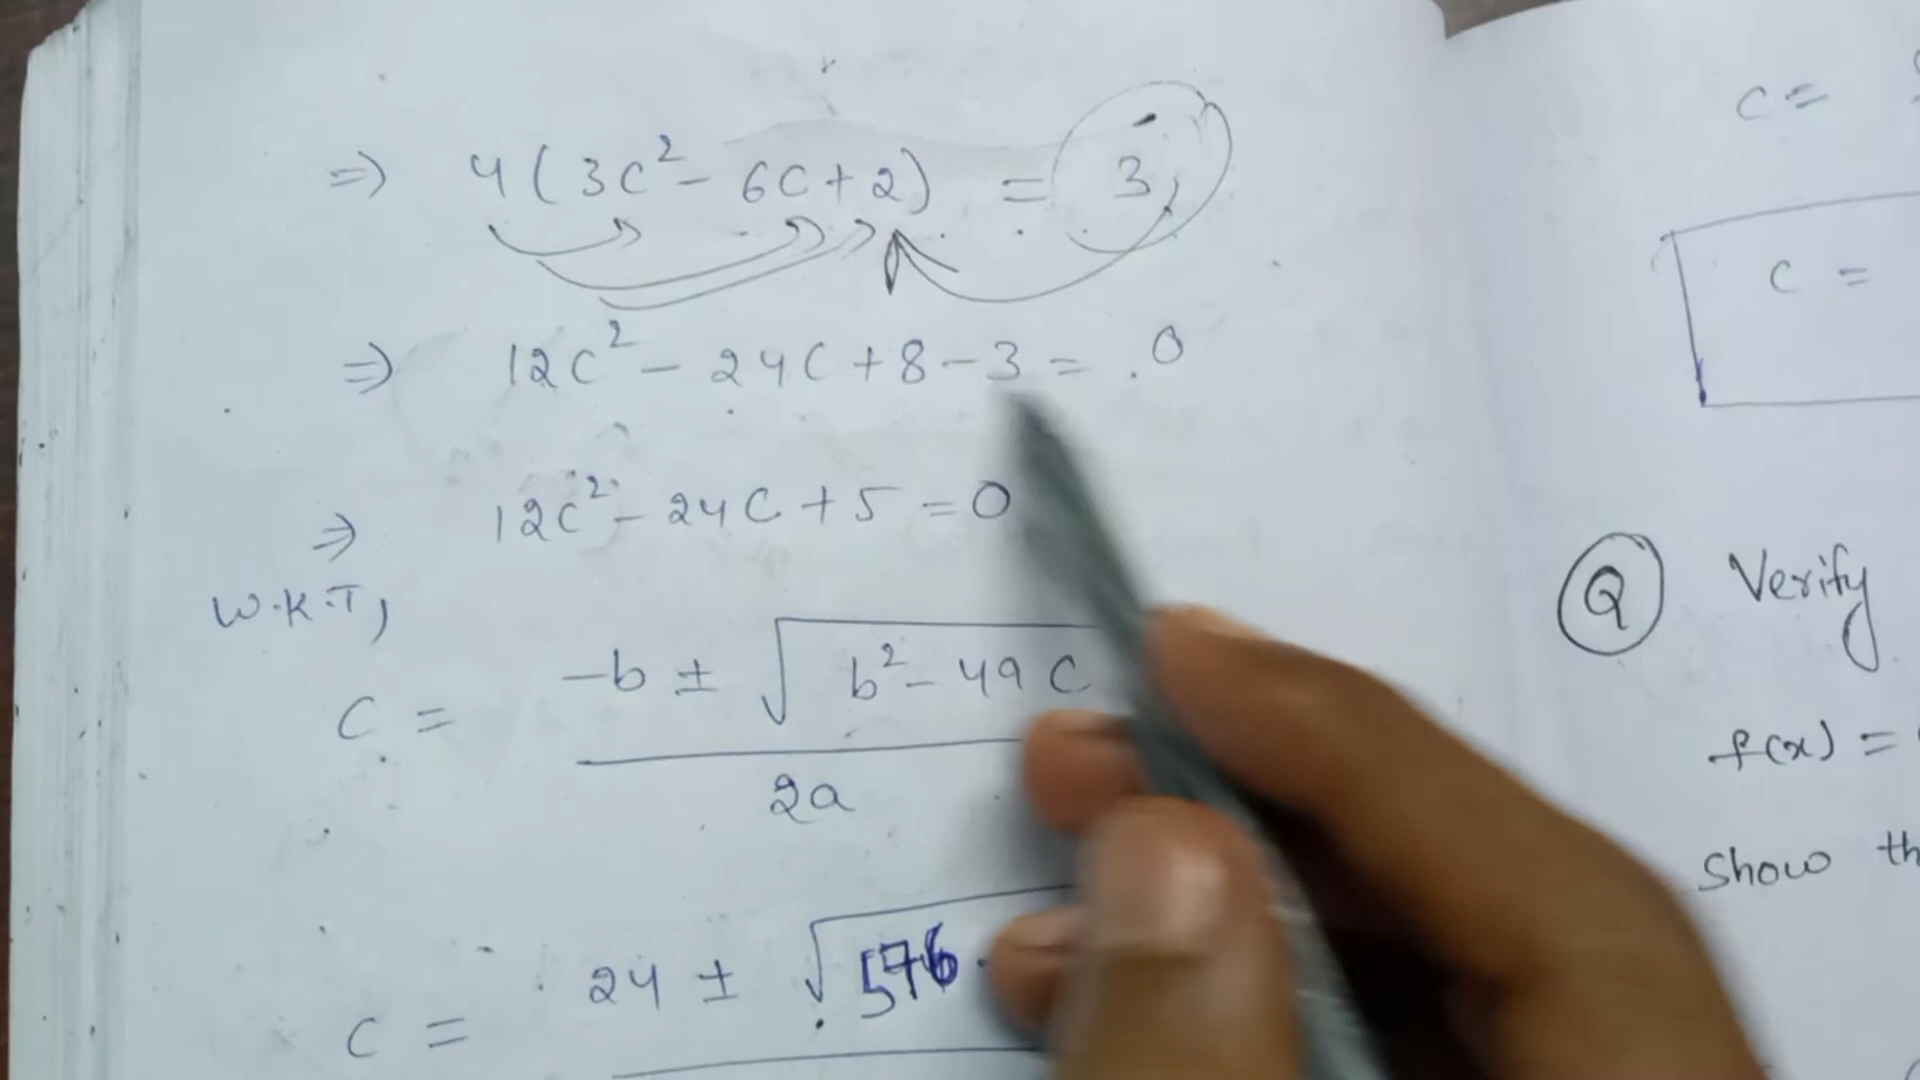 ⇒ 4(3c² - 6c + 2) = 3,
⇒ 12c² - 24c + 8 - 3 = 0
⇒ 12c² - 24c + 5 = 0
W.K.T,
c = -b ± √b² - 4ac
2a
c = 24 ± √576
c =
c =
Q Verify
f(x) =
Show th